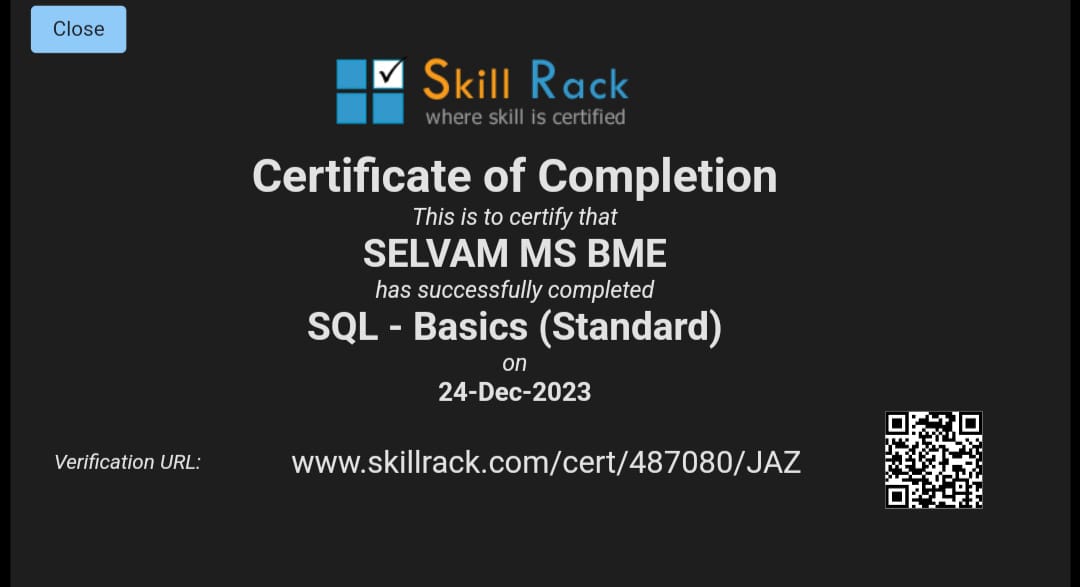 Close
Skill Rack
where skill is certified
Certificate of Completion
This is to certify that
SELVAM MS BME
has successfully completed
SQL - Basics (Standard)
on
24-Dec-2023
Verification URL: www.skillrack.com/cert/487080/JAZ